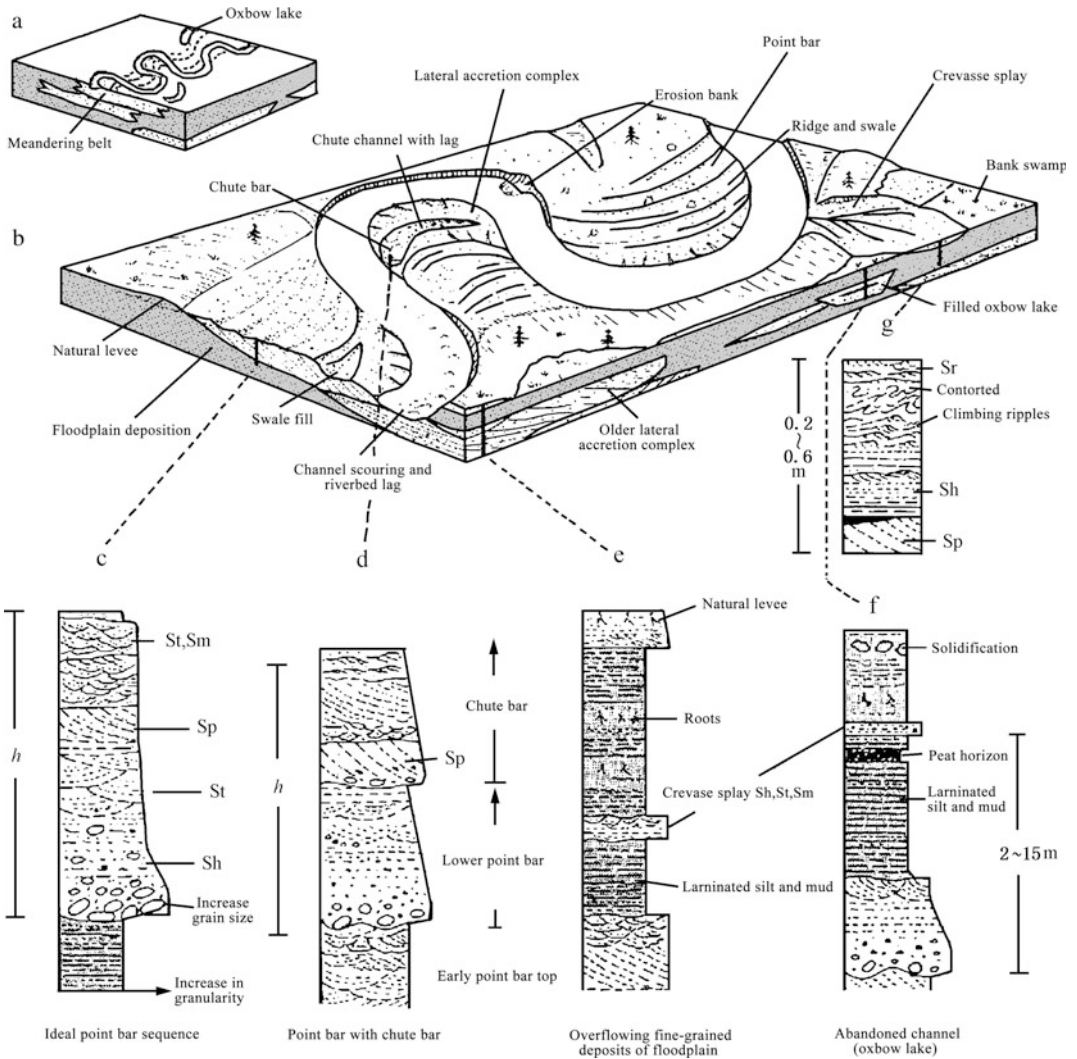 a
Oxbow lake
Meandering belt
b
Lateral accretion complex
Point bar
Crevasse splay
Erosion bank
Chute channel with lag
Ridge and swale
Bank swamp
Chute bar
Natural levee
Filled oxbow lake
g
Floodplain deposition
Swale fill
Older lateral
accretion complex
Channel scouring and
riverbed lag
Sr
Contorted
Climbing ripples
0.2
~
0.6
m
Sh
Sp
c
d
e
f
h
St,Sm
Sp
St
Sh
Increase
grain size
Increase in
granularity
Ideal point bar sequence
h
Chute bar
Sp
Lower point bar
Early point bar top
Point bar with chute bar
Natural levee
Roots
Crevase splay Sh,St,Sm
Larninated silt and mud
Overflowing fine-grained
deposits of floodplain
Solidification
Peat horizon
Larninated
silt and mud
2~15m
Abandoned channel
(oxbow lake)